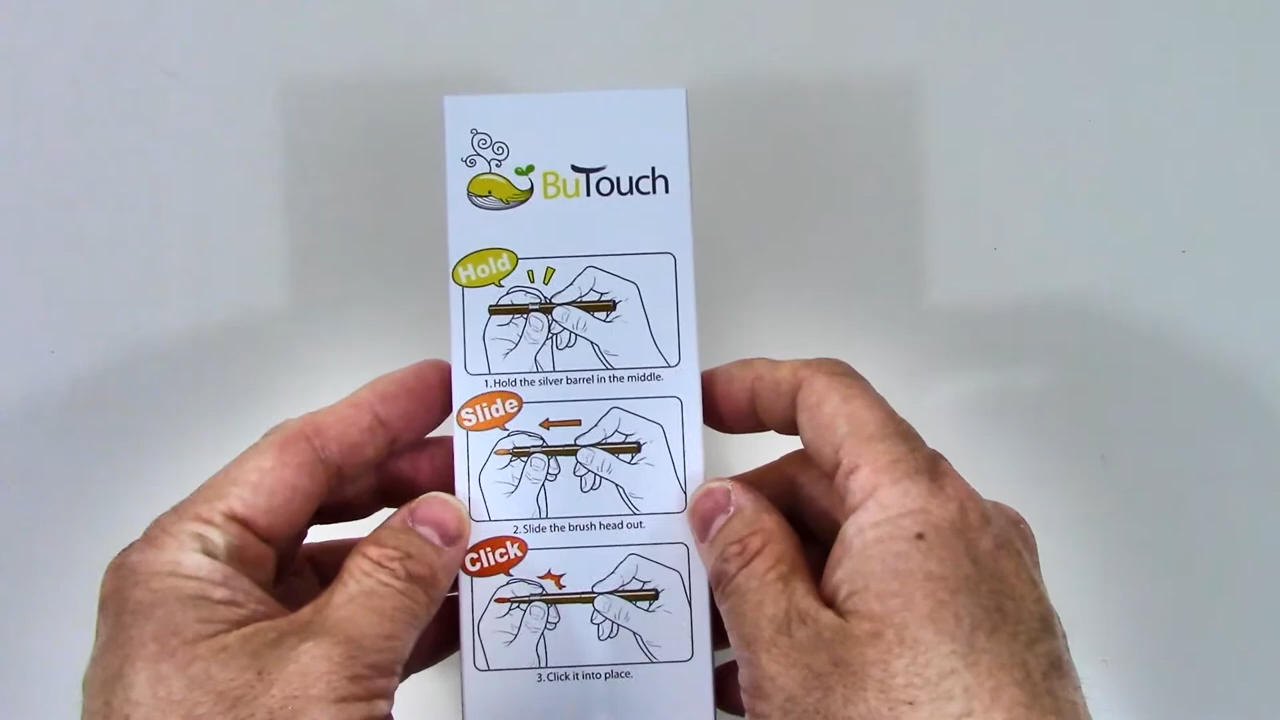 BuTouch
Hold
1.Hold the silver barrel in the middle.
Slide
2.Slide the brush head out.
Click
3.Click it into place.